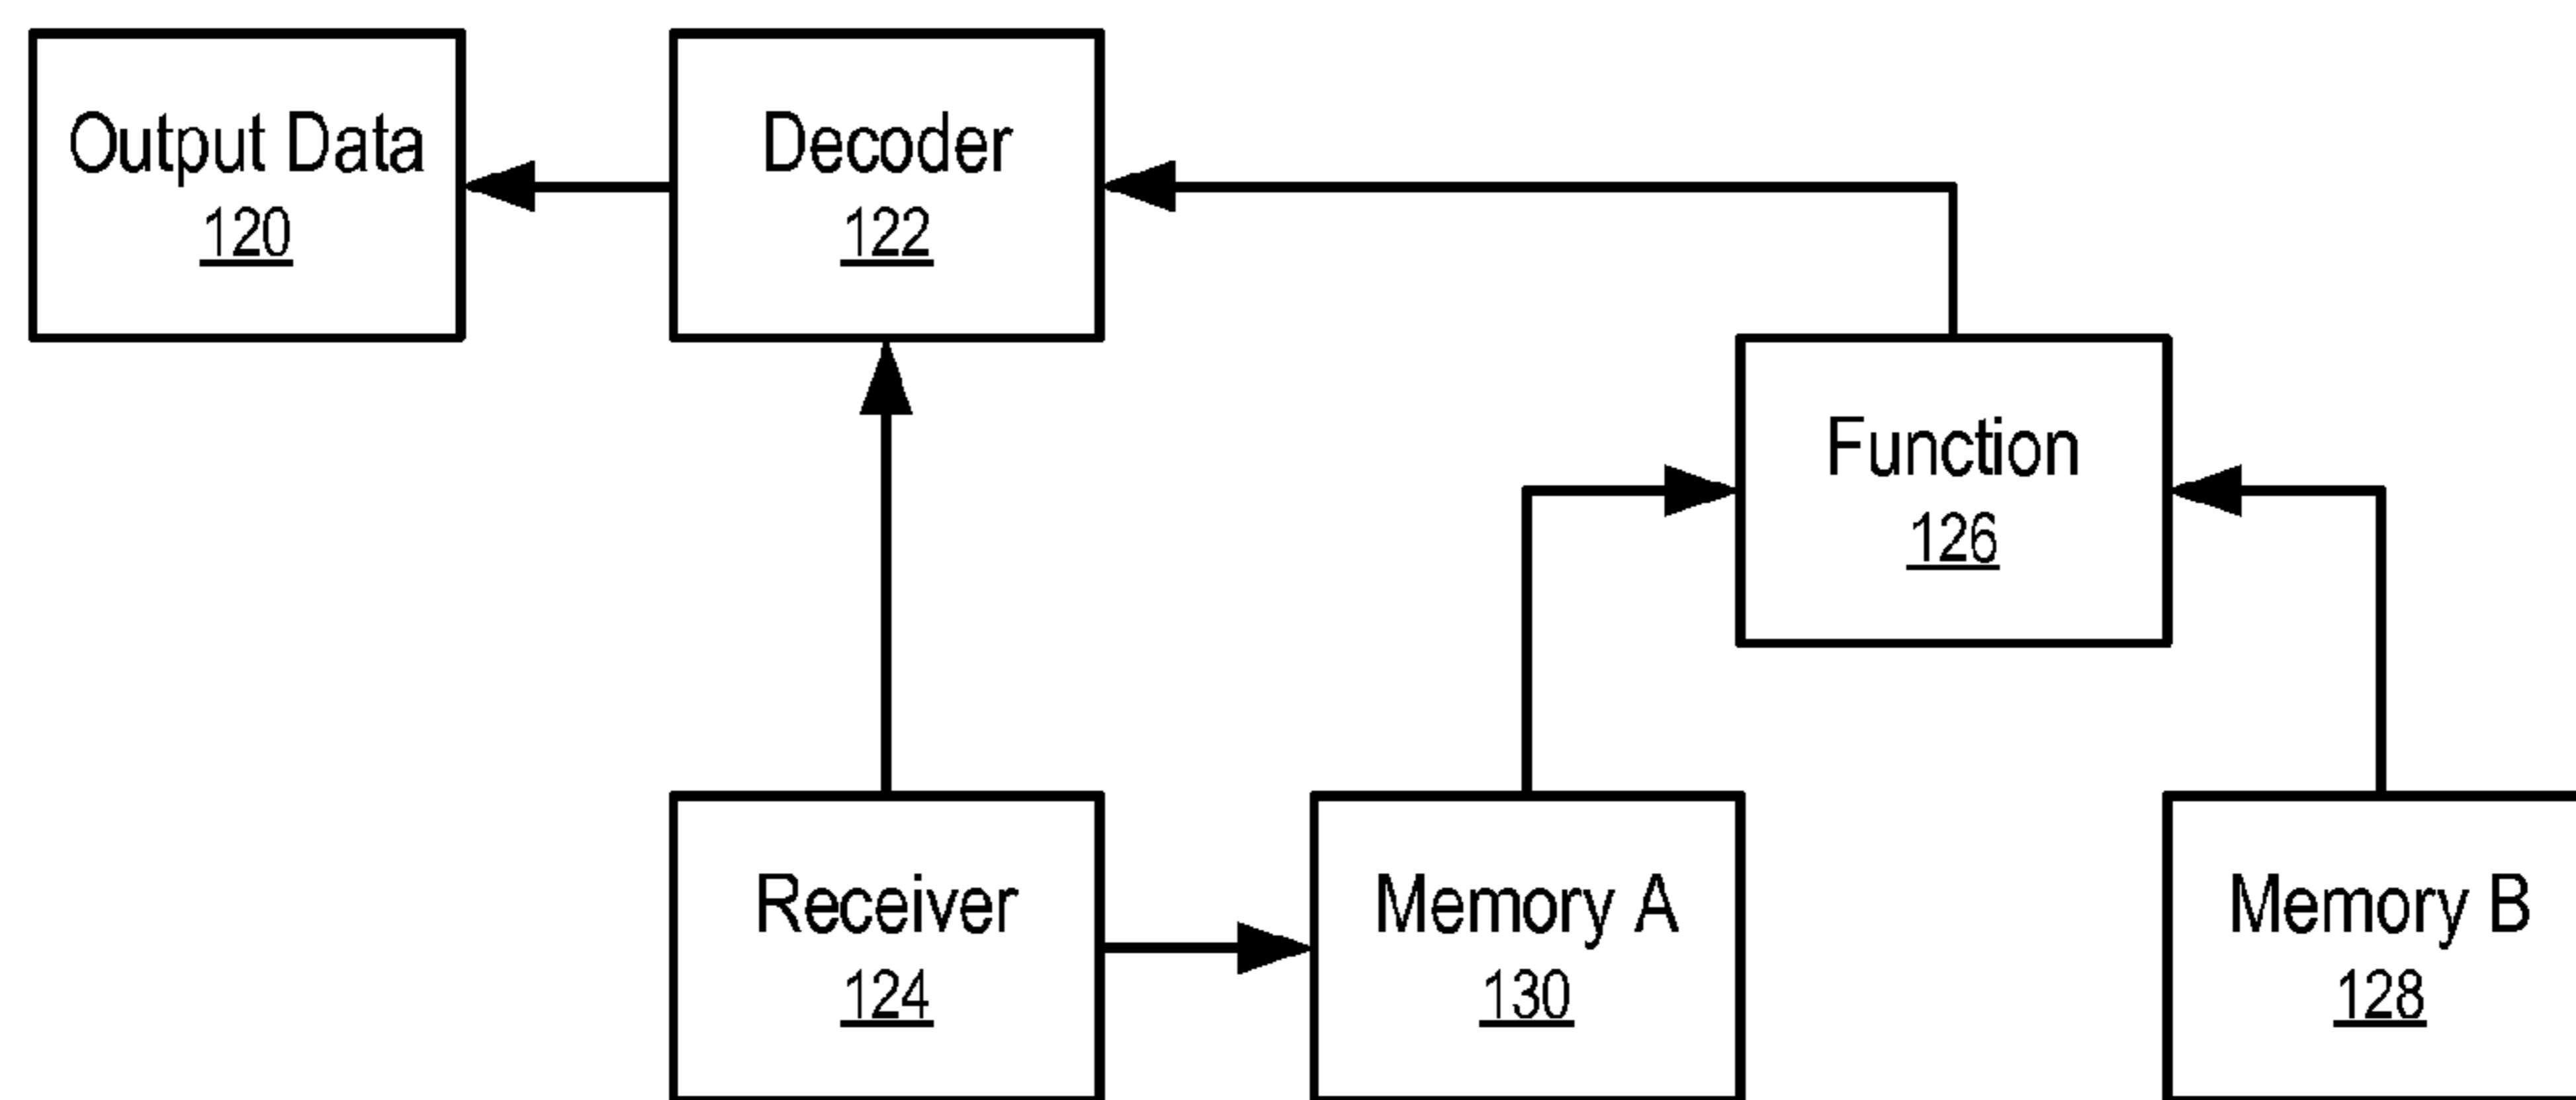 Output Data
120
Decoder
122
Function
126
Receiver
124
Memory A
130
Memory B
128